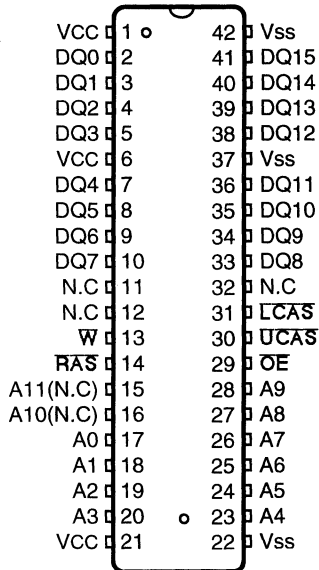 VCC 1 42 Vss
DQ0 2 41 DQ15
DQ1 3 40 DQ14
DQ2 4 39 DQ13
DQ3 5 38 DQ12
VCC 6 37 Vss
DQ4 7 36 DQ11
DQ5 8 35 DQ10
DQ6 9 34 DQ9
DQ7 10 33 DQ8
N.C 11 32 N.C
N.C 12 31 L̅C̅A̅S̅
W̅ 13 30 U̅C̅A̅S̅
R̅A̅S̅ 14 29 O̅E̅
A11(N.C) 15 28 A9
A10(N.C) 16 27 A8
A0 17 26 A7
A1 18 25 A6
A2 19 24 A5
A3 20 23 A4
VCC 21 22 Vss